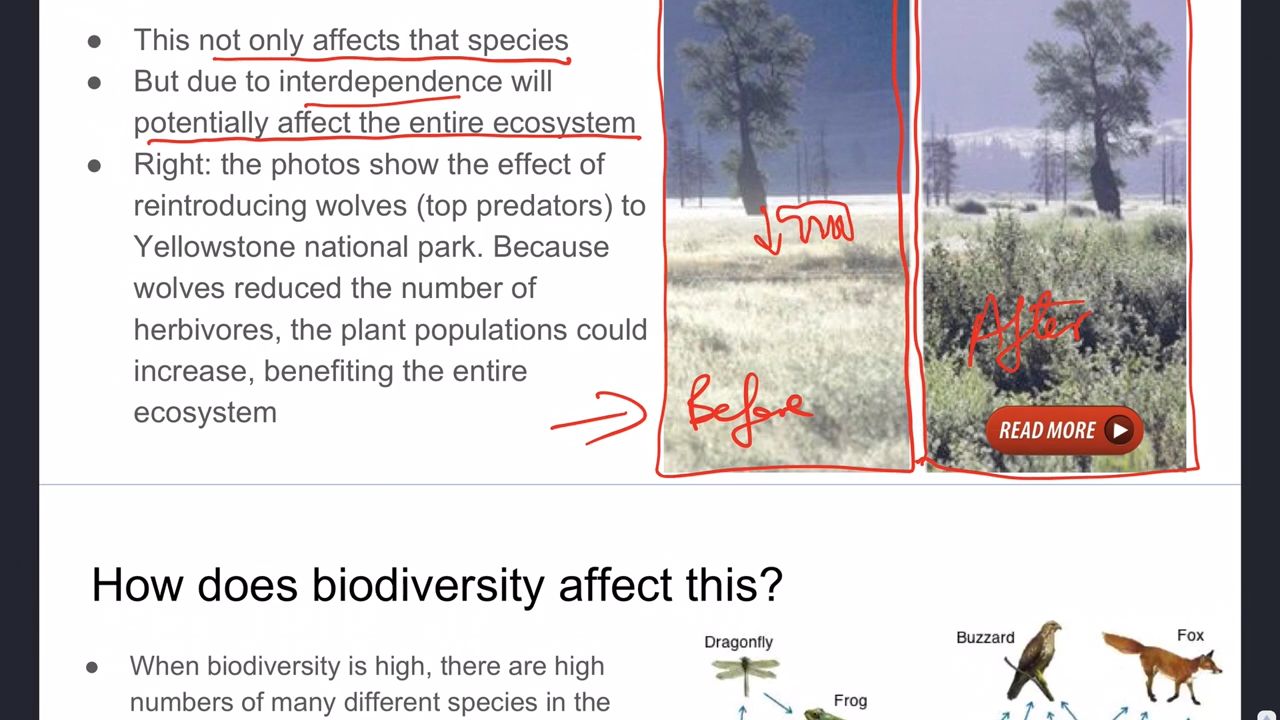 This not only affects that species
But due to interdependence will
potentially affect the entire ecosystem
Right: the photos show the effect of
reintroducing wolves (top predators) to
Yellowstone national park. Because
wolves reduced the number of
herbivores, the plant populations could
increase, benefiting the entire
ecosystem
Before
After
READ MORE
How does biodiversity affect this?
When biodiversity is high, there are high
numbers of many different species in the
Dragonfly
Frog
Buzzard
Fox